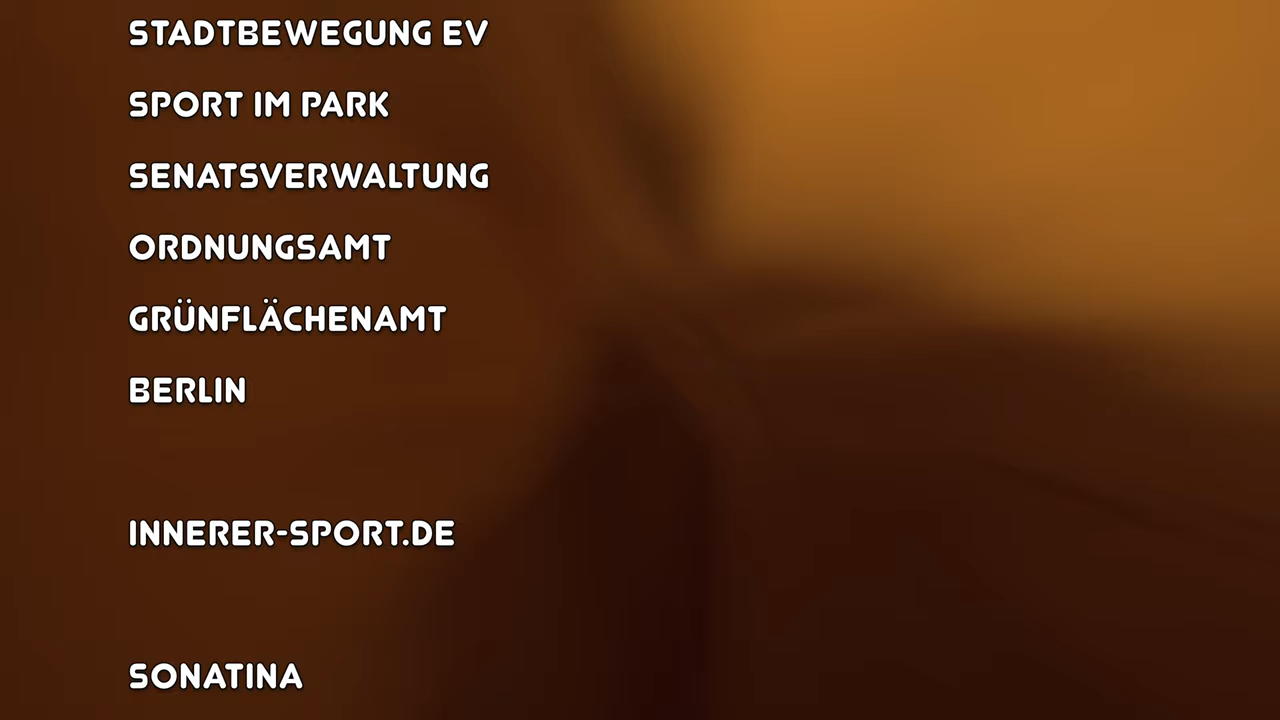 STADTBEWEGUNG EV
SPORT IM PARK
SENATSVERWALTUNG
ORDNUNGSAMT
GRÜNFLÄCHENAMT
BERLIN
INNERER-SPORT.DE
SONATINA